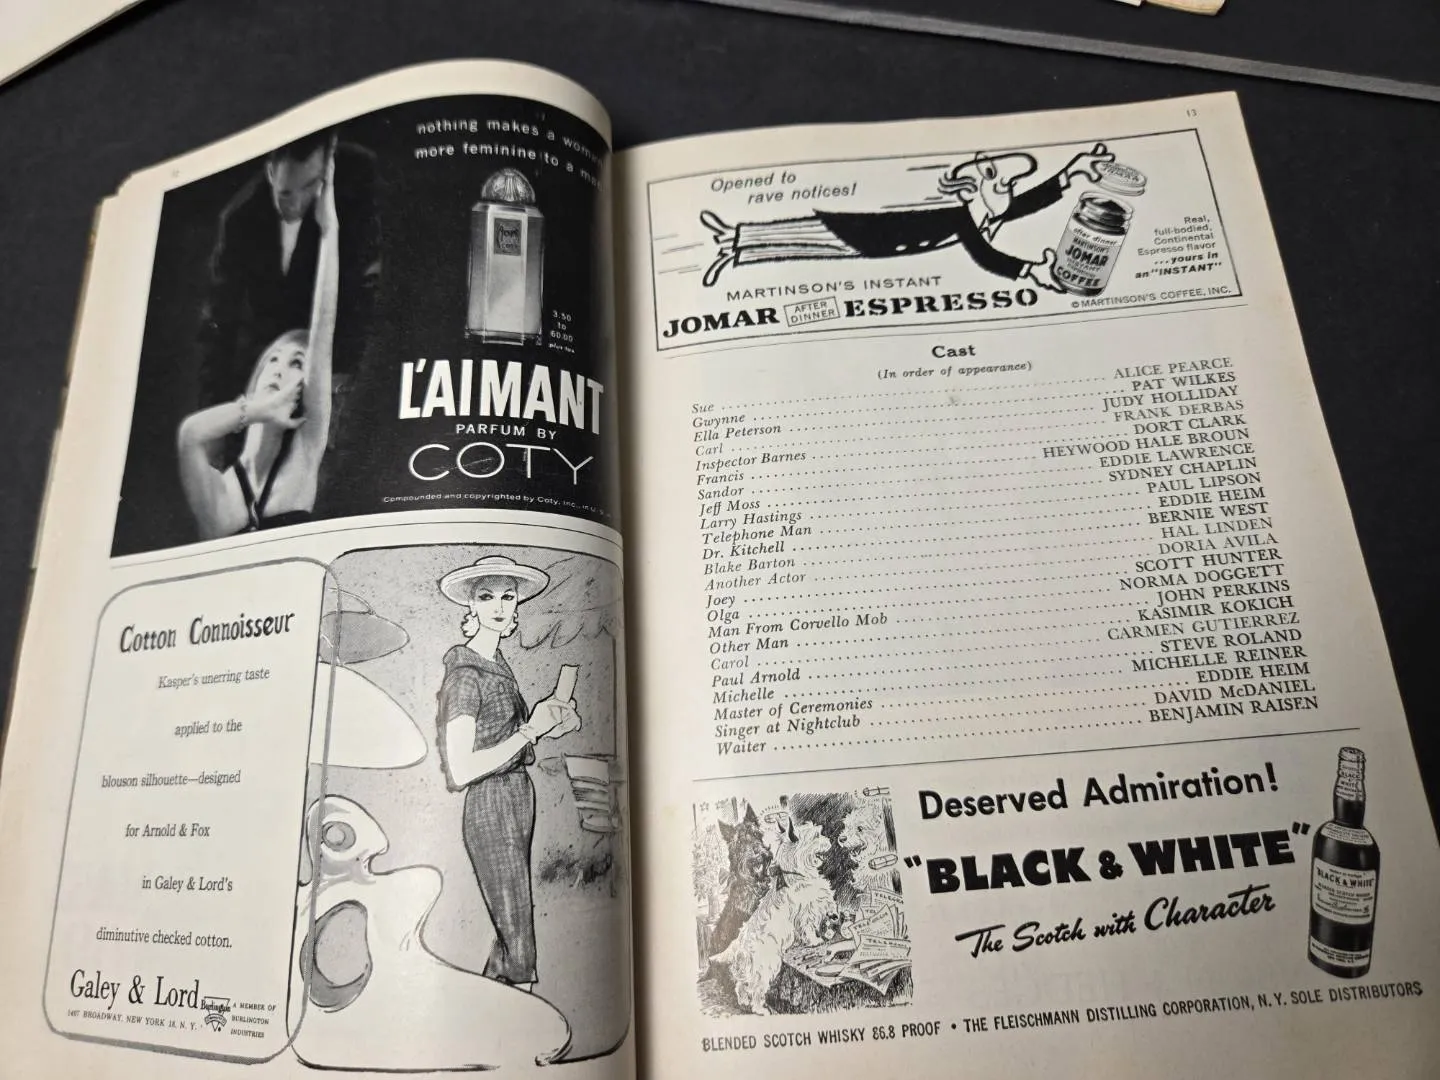 12
nothing makes a
more feminine to a
3.50
to
60.00
plus tax
L'AIMANT
PARFUM BY
COTY
Compounded and copyrighted by Coty, Inc., in U.S.A.
Cotton Connoisseur
Kasper's unerring taste
applied to the
blouson silhouette—designed
for Arnold & Fox
in Galey & Lord's
diminutive checked cotton.
Galey & Lord
1407 BROADWAY, NEW YORK 18, N. Y.
Burlington
A MEMBER OF
BURLINGTON
INDUSTRIES
13
Opened to
rave notices!
after dinner
MARTINSON'S
JOMAR
INSTANT
COFFEE
Real,
full-bodied,
Continental
Espresso flavor
...yours in
an "INSTANT"
MARTINSON'S INSTANT
JOMAR AFTER DINNER ESPRESSO
©MARTINSON'S COFFEE, INC.
Cast
(In order of appearance)
Sue ........ ALICE PEARCE
Gwynne ........ PAT WILKES
Ella Peterson ........ JUDY HOLLIDAY
Carl ........ FRANK DERBAS
Inspector Barnes ........ DORT CLARK
Francis ........ HEYWOOD HALE BROUN
Sandor ........ EDDIE LAWRENCE
Jeff Moss ........ SYDNEY CHAPLIN
Larry Hastings ........ PAUL LIPSON
Telephone Man ........ EDDIE HEIM
Dr. Kitchell ........ BERNIE WEST
Blake Barton ........ HAL LINDEN
Another Actor ........ DORIA AVILA
Joey ........ SCOTT HUNTER
Olga ........ NORMA DOGGETT
Man From Corvello Mob ........ JOHN PERKINS
Other Man ........ KASIMIR KOKICH
Carol ........ CARMEN GUTIERREZ
Paul Arnold ........ STEVE ROLAND
Michelle ........ MICHELLE REINER
Master of Ceremonies ........ EDDIE HEIM
Singer at Nightclub ........ DAVID McDANIEL
Waiter ........ BENJAMIN RAISEN
Deserved Admiration!
"BLACK & WHITE"
The Scotch with Character
BLACK & WHITE
BLENDED SCOTCH WHISKY 86.8 PROOF • THE FLEISCHMANN DISTILLING CORPORATION, N. Y. SOLE DISTRIBUTORS